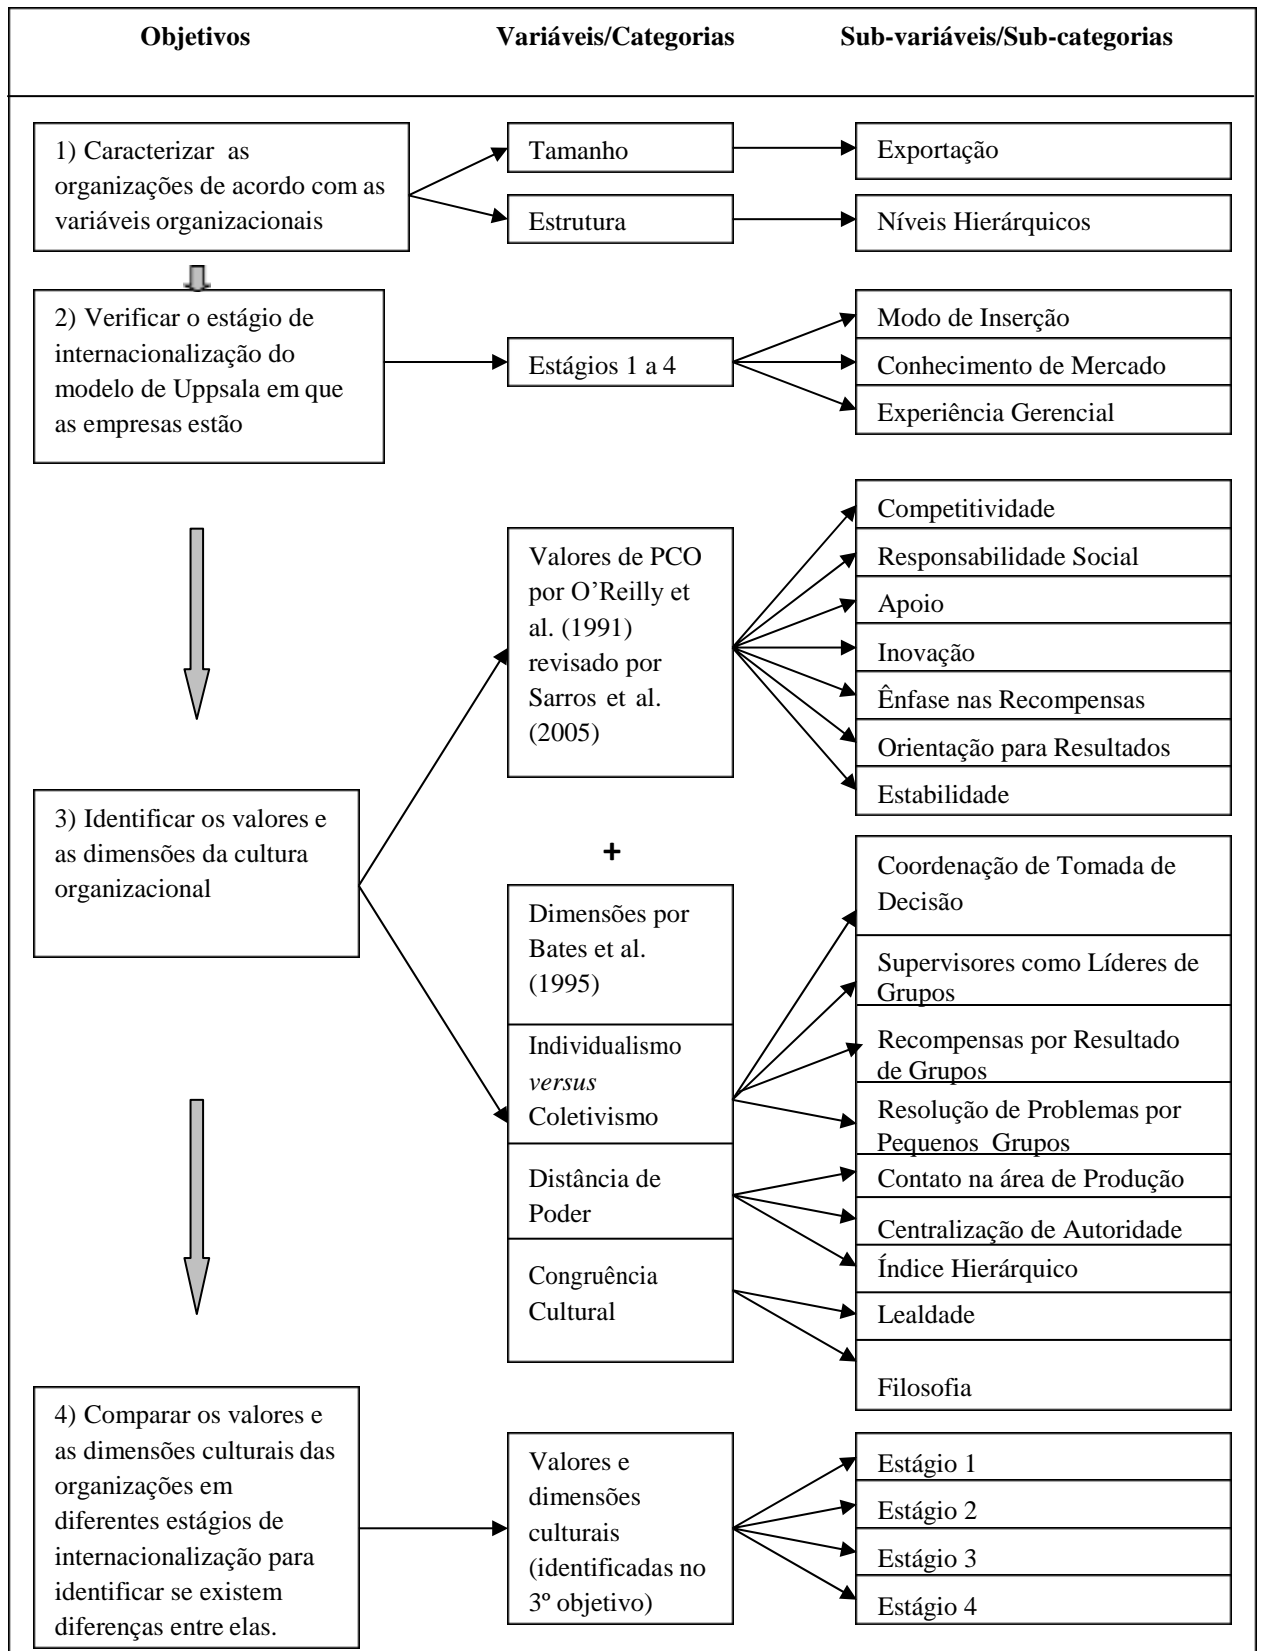 Objetivos
Variáveis/Categorias
Sub-variáveis/Sub-categorias
1) Caracterizar as
organizações de acordo com as
variáveis organizacionais
Tamanho
Exportação
Estrutura
Níveis Hierárquicos
2) Verificar o estágio de
internacionalização do
modelo de Uppsala em que
as empresas estão
Estágios 1 a 4
Modo de Inserção
Conhecimento de Mercado
Experiência Gerencial
3) Identificar os valores e
as dimensões da cultura
organizacional
Valores de PCO
por O’Reilly et
al. (1991)
revisado por
Sarros et al.
(2005)
Competitividade
Responsabilidade Social
Apoio
Inovação
Ênfase nas Recompensas
Orientação para Resultados
Estabilidade
+
Dimensões por
Bates et al.
(1995)
Individualismo
versus
Coletivismo
Coordenação de Tomada de
Decisão
Supervisores como Líderes de
Grupos
Recompensas por Resultado
de Grupos
Resolução de Problemas por
Pequenos Grupos
Distância de
Poder
Contato na área de Produção
Centralização de Autoridade
Índice Hierárquico
Congruência
Cultural
Lealdade
Filosofia
4) Comparar os valores e
as dimensões culturais das
organizações em
diferentes estágios de
internacionalização para
identificar se existem
diferenças entre elas.
Valores e
dimensões
culturais
(identificadas no
3º objetivo)
Estágio 1
Estágio 2
Estágio 3
Estágio 4